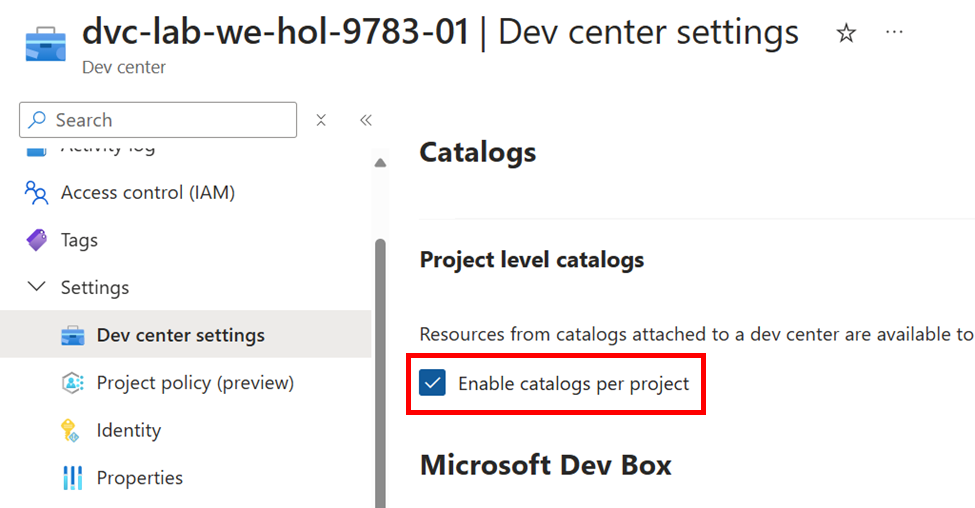 dvc-lab-we-hol-9783-01 | Dev center settings
Dev center
Search
Activity log
Access control (IAM)
Tags
Settings
Dev center settings
Project policy (preview)
Identity
Properties
Catalogs
Project level catalogs
Resources from catalogs attached to a dev center are available to
Enable catalogs per project
Microsoft Dev Box